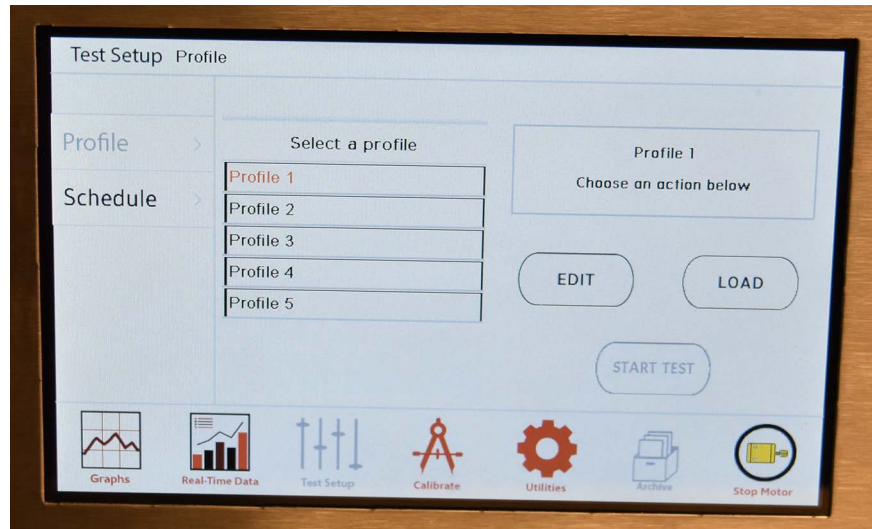 Test Setup Profile
Profile >
Schedule >
Select a profile
Profile 1
Profile 2
Profile 3
Profile 4
Profile 5
Profile 1
Choose an action below
EDIT
LOAD
START TEST
Graphs
Real-Time Data
Test Setup
Calibrate
Utilities
Archive
Stop Motor